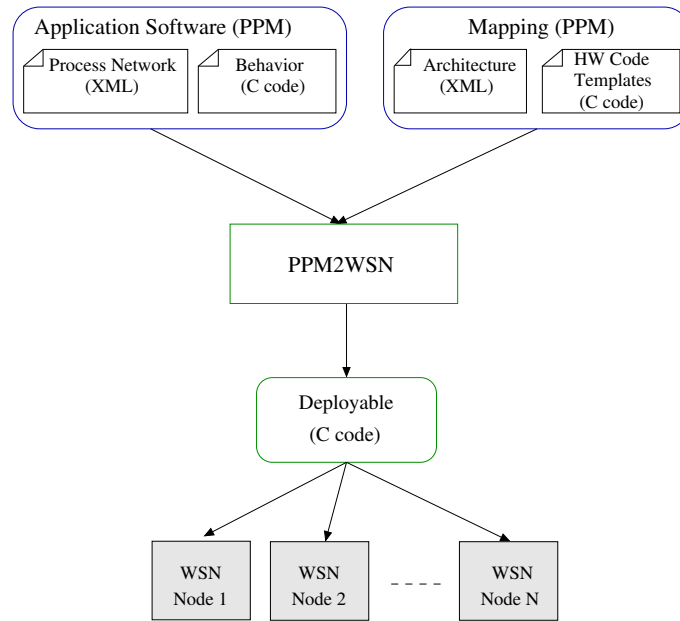 Application Software (PPM)
Process Network
(XML)
Behavior
(C code)
Mapping (PPM)
Architecture
(XML)
HW Code
Templates
(C code)
PPM2WSN
Deployable
(C code)
WSN
Node 1
WSN
Node 2
WSN
Node N